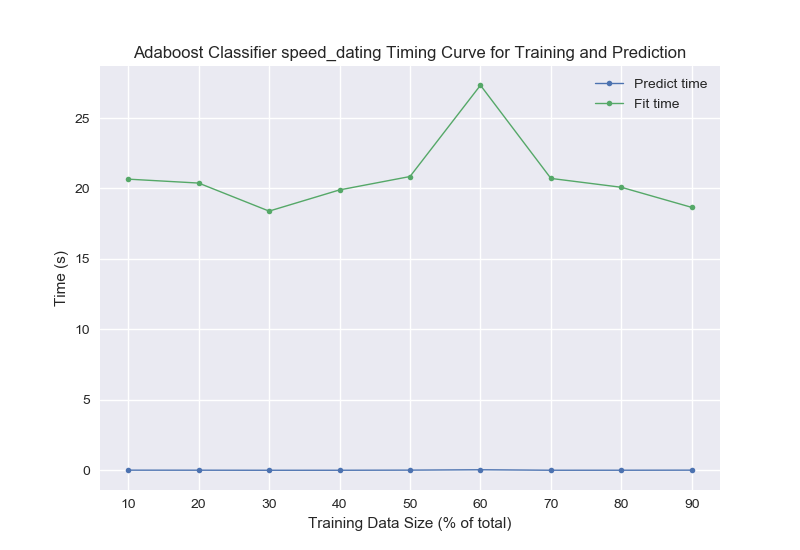 Adaboost Classifier speed_dating Timing Curve for Training and Prediction
Predict time
Fit time
25
20
15
10
5
0
Time (s)
10 20 30 40 50 60 70 80 90
Training Data Size (% of total)